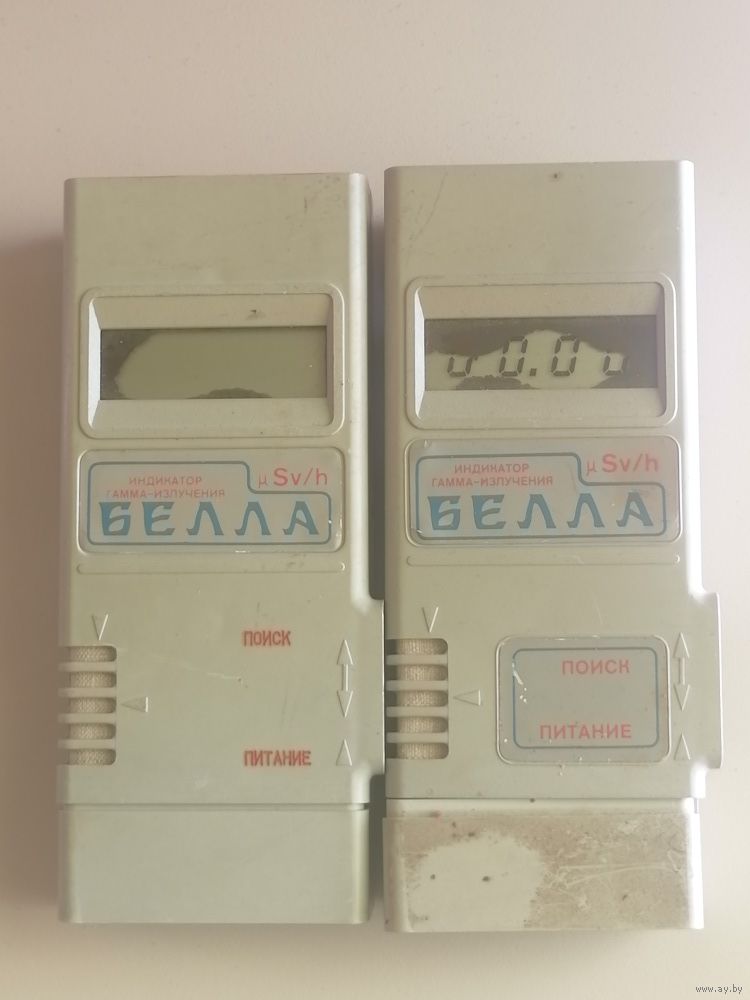 ИНДИКАТОР
ГАММА-ИЗЛУЧЕНИЯ
μSv/h
БЕЛЛА
ПОИСК
ПИТАНИЕ
0.0
ИНДИКАТОР
ГАММА-ИЗЛУЧЕНИЯ
μSv/h
БЕЛЛА
ПОИСК
ПИТАНИЕ
www.ay.by